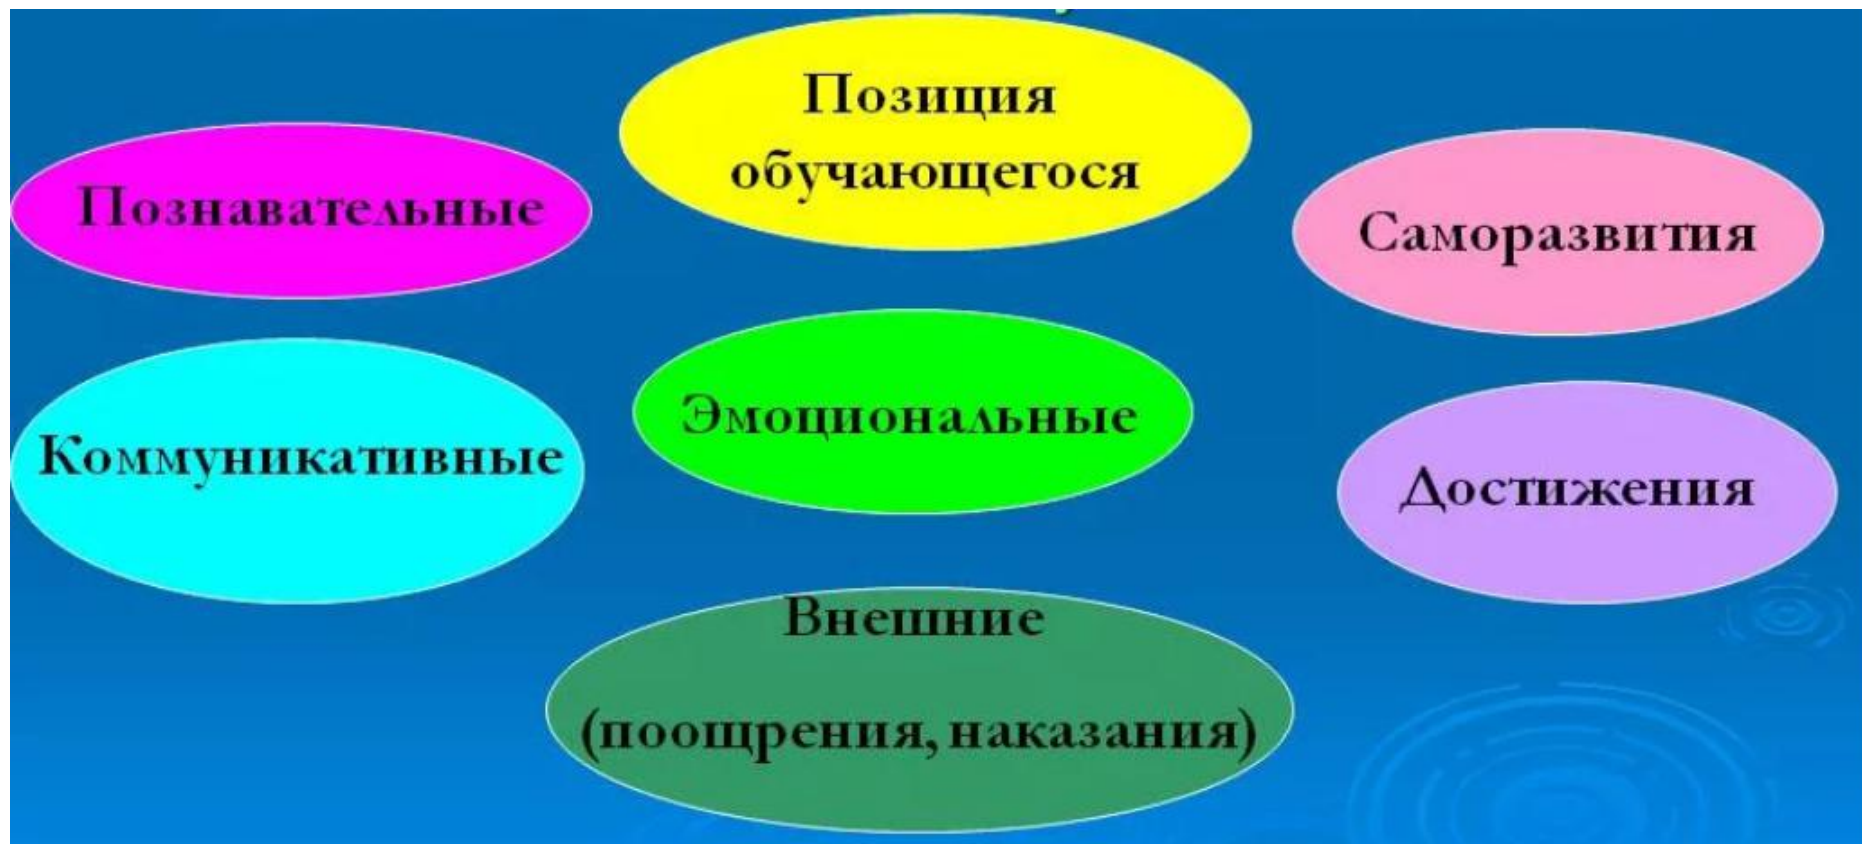 Позиция
обучающегося
Познавательные
Саморазвития
Эмоциональные
Коммуникативные
Достижения
Внешние
(поощрения, наказания)